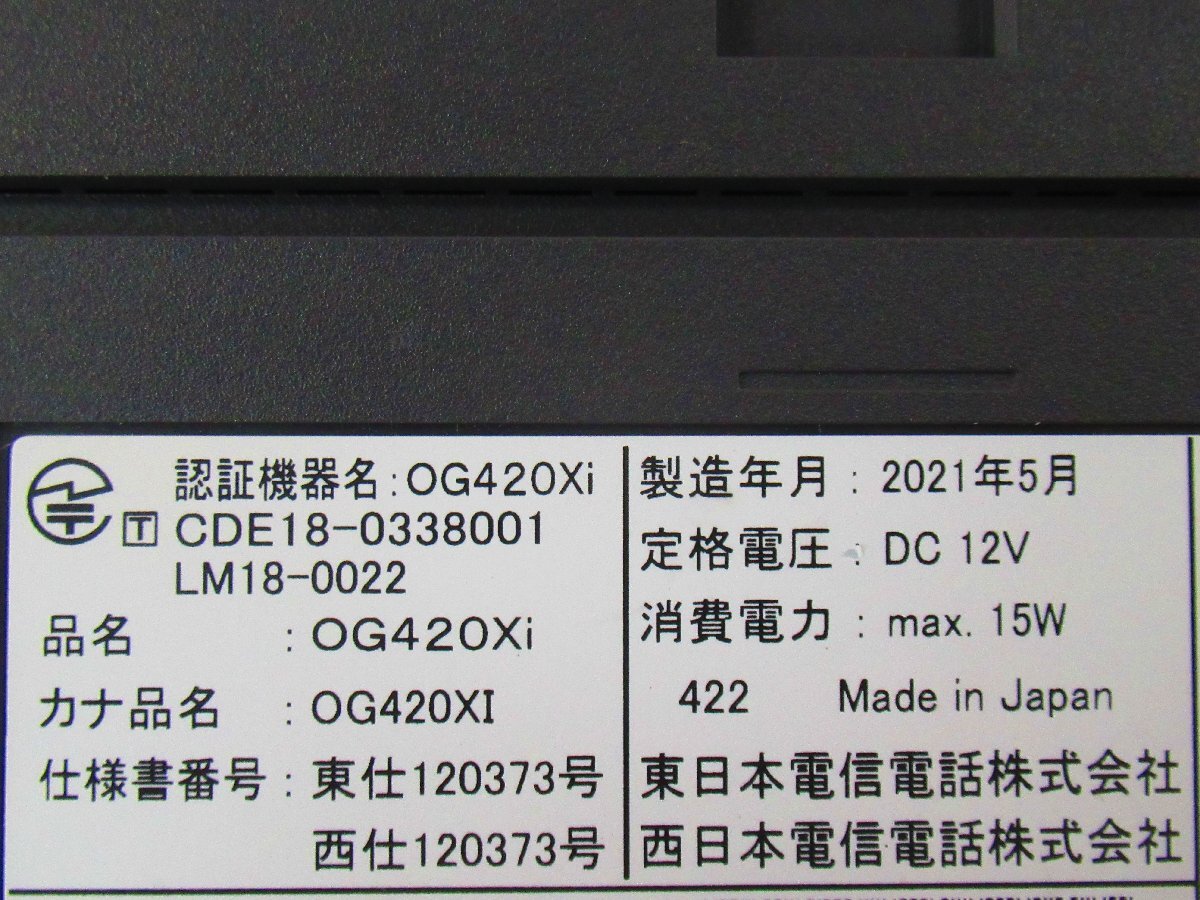 認証機器名:OG420Xi
T CDE18-0338001
LM18-0022
品名 : OG420Xi
カナ品名 : OG420XI
仕様書番号 : 東仕120373号
西仕120373号
製造年月 : 2021年5月
定格電圧 : DC 12V
消費電力 : max. 15W
422 Made in Japan
東日本電信電話株式会社
西日本電信電話株式会社